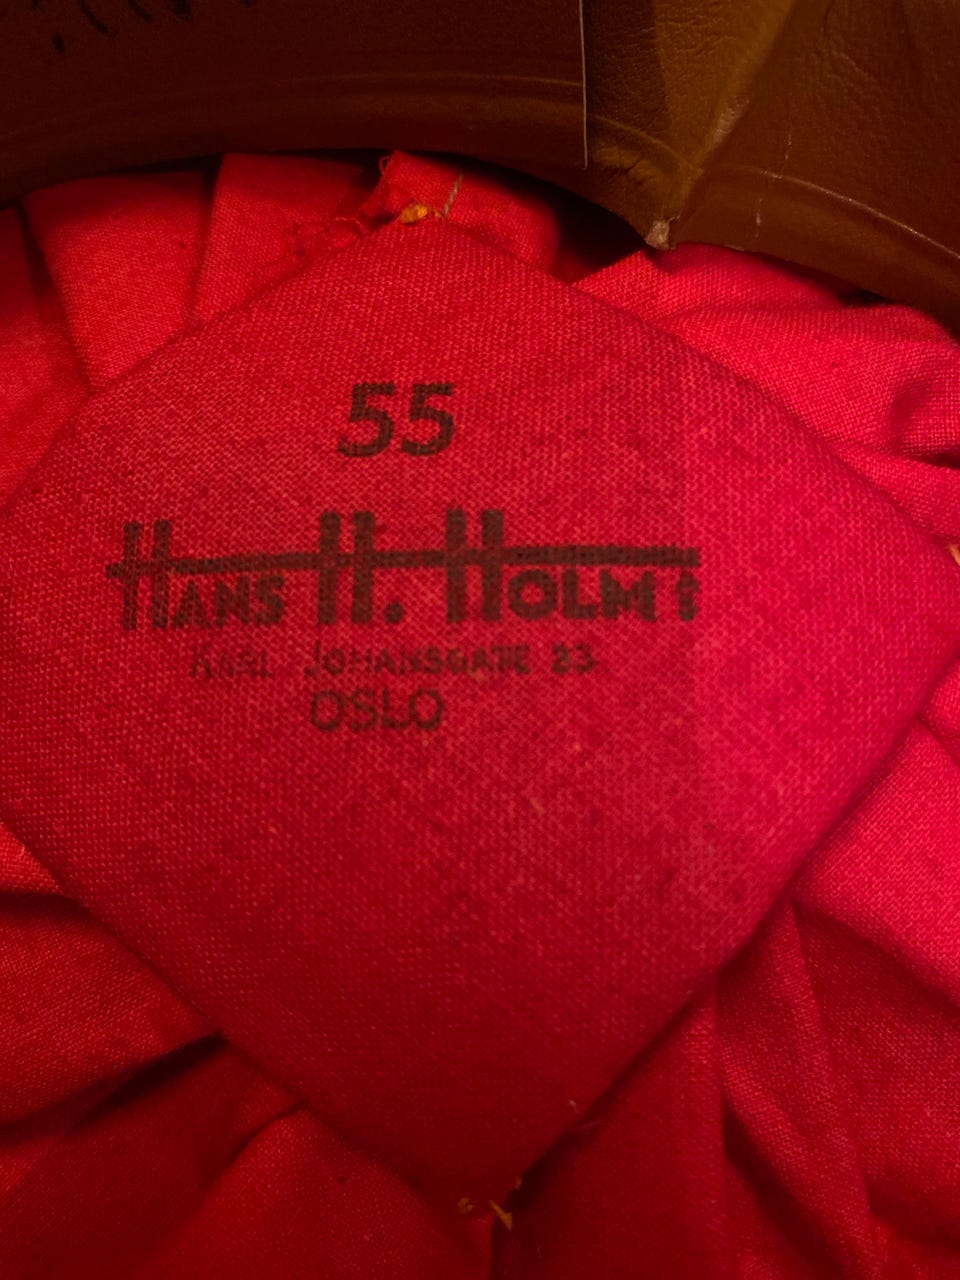 55
HANS H. HOLM
KARL JOHANSGATE 23
OSLO